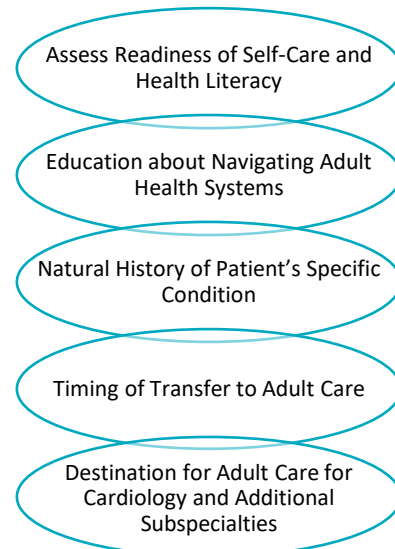 Assess Readiness of Self-Care and
Health Literacy
Education about Navigating Adult
Health Systems
Natural History of Patient’s Specific
Condition
Timing of Transfer to Adult Care
Destination for Adult Care for
Cardiology and Additional
Subspecialties